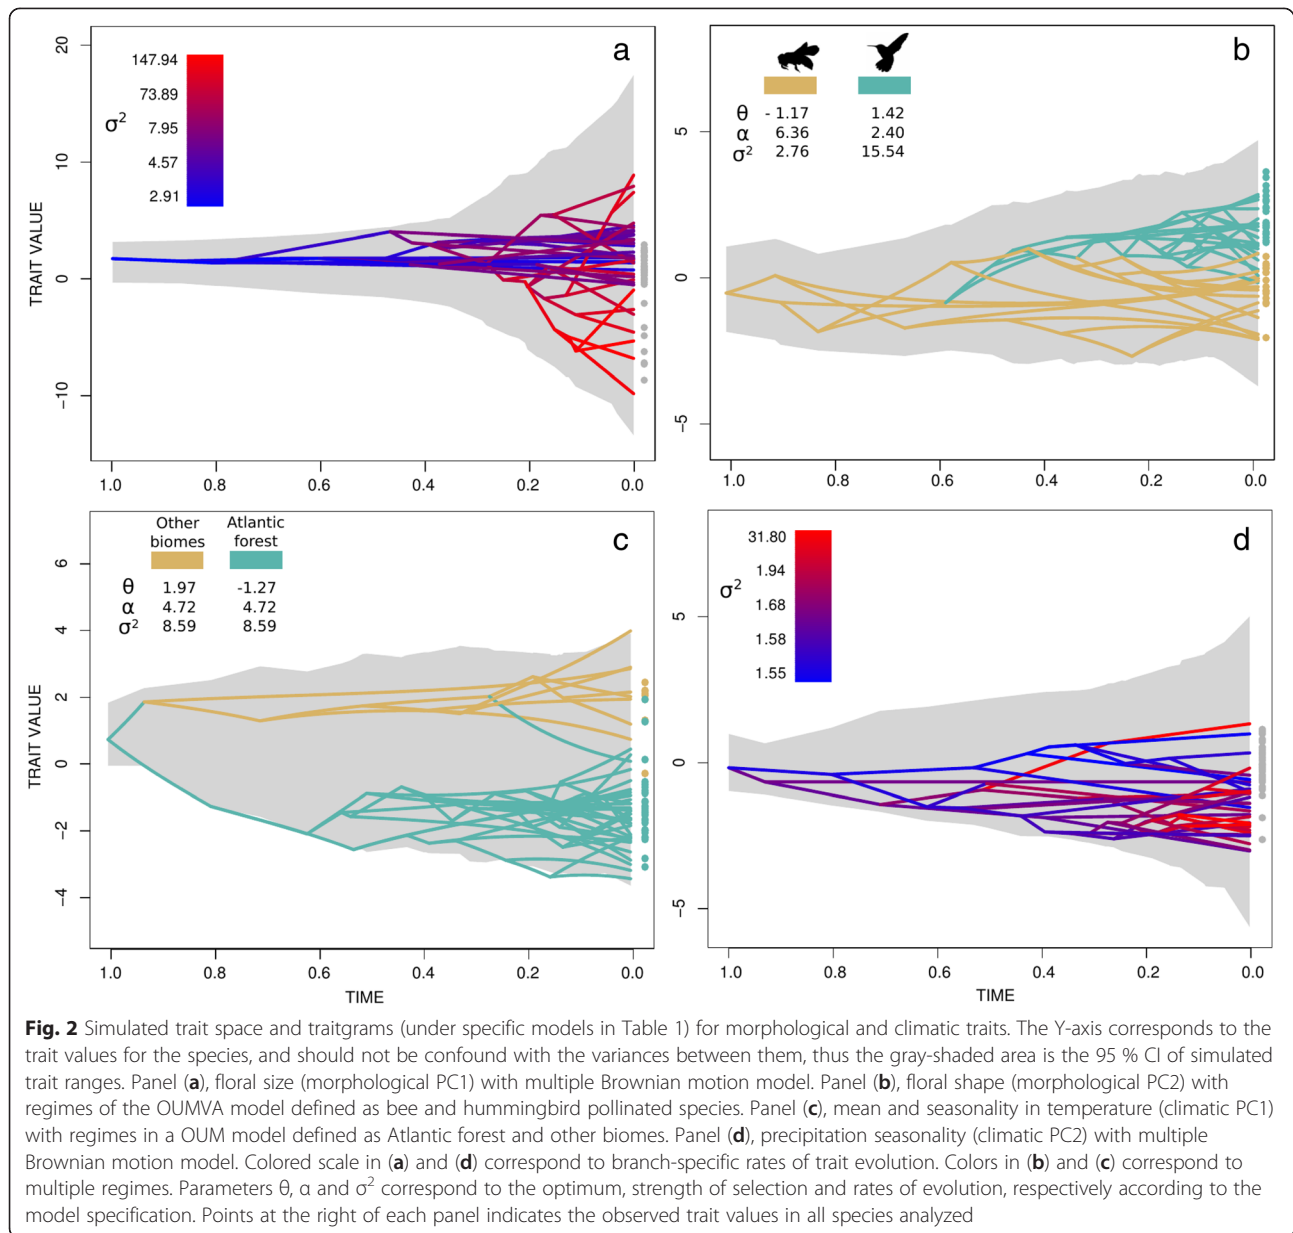 a
20
10
0
−10
TRAIT VALUE
σ2
147.94
73.89
7.95
4.57
2.91
1.0 0.8 0.6 0.4 0.2 0.0
b
5
0
−5
θ - 1.17 1.42
α 6.36 2.40
σ2 2.76 15.54
1.0 0.8 0.6 0.4 0.2 0.0
c
Other Atlantic
biomes forest
θ 1.97 -1.27
α 4.72 4.72
σ2 8.59 8.59
6
4
2
0
−2
−4
TRAIT VALUE
1.0 0.8 0.6 0.4 0.2 0.0
TIME
d
σ2
31.80
1.94
1.68
1.58
1.55
5
0
−5
1.0 0.8 0.6 0.4 0.2 0.0
TIME
Fig. 2 Simulated trait space and traitgrams (under specific models in Table 1) for morphological and climatic traits. The Y-axis corresponds to the
trait values for the species, and should not be confound with the variances between them, thus the gray-shaded area is the 95 % CI of simulated
trait ranges. Panel (a), floral size (morphological PC1) with multiple Brownian motion model. Panel (b), floral shape (morphological PC2) with
regimes of the OUMVA model defined as bee and hummingbird pollinated species. Panel (c), mean and seasonality in temperature (climatic PC1)
with regimes in a OUM model defined as Atlantic forest and other biomes. Panel (d), precipitation seasonality (climatic PC2) with multiple
Brownian motion model. Colored scale in (a) and (d) correspond to branch-specific rates of trait evolution. Colors in (b) and (c) correspond to
multiple regimes. Parameters θ, α and σ2 correspond to the optimum, strength of selection and rates of evolution, respectively according to the
model specification. Points at the right of each panel indicates the observed trait values in all species analyzed